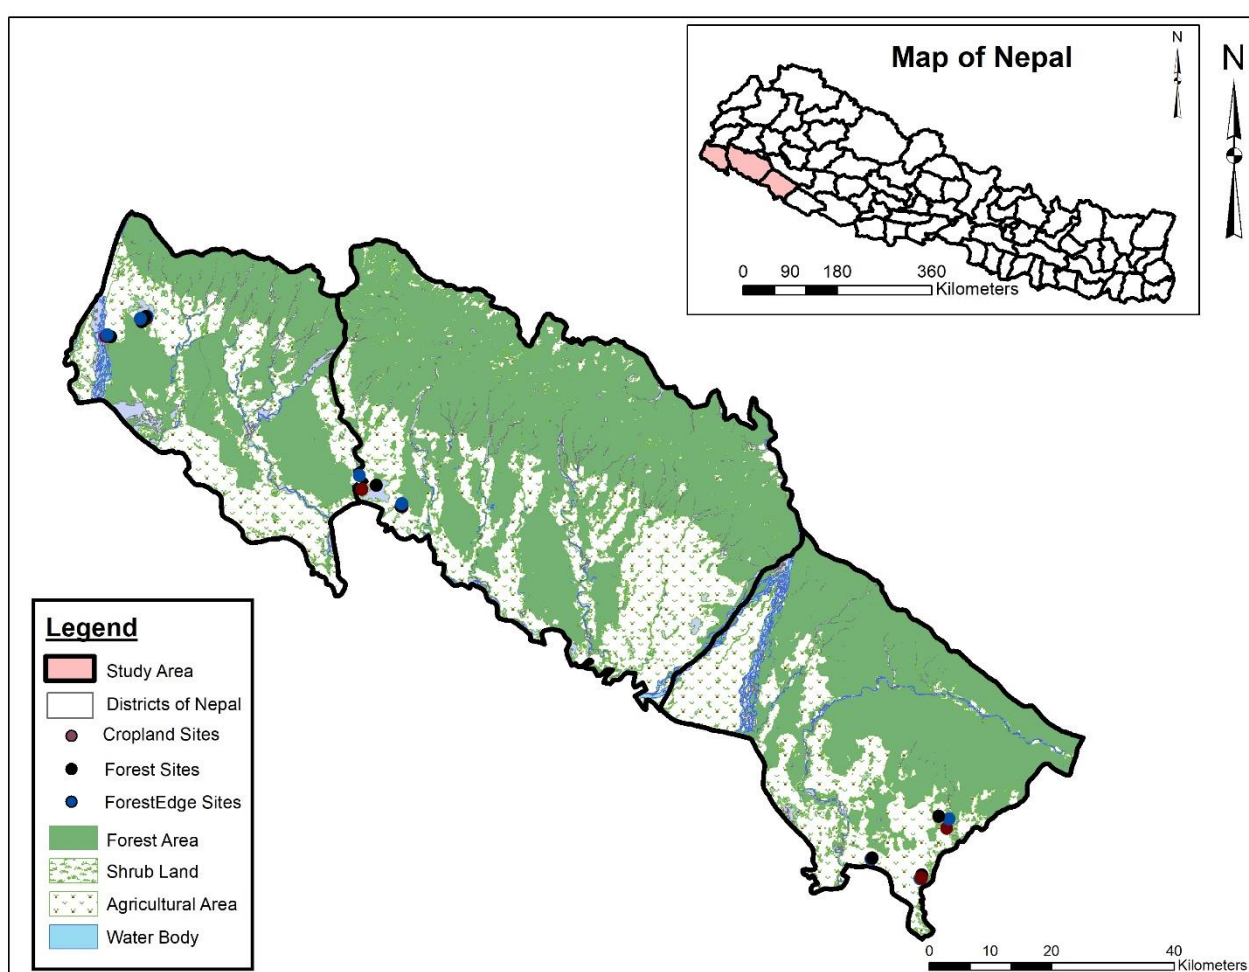 Map of Nepal
N
N
0 90 180 360
Kilometers
Legend
Study Area
Districts of Nepal
Cropland Sites
Forest Sites
ForestEdge Sites
Forest Area
Shrub Land
Agricultural Area
Water Body
0 10 20 40
Kilometers